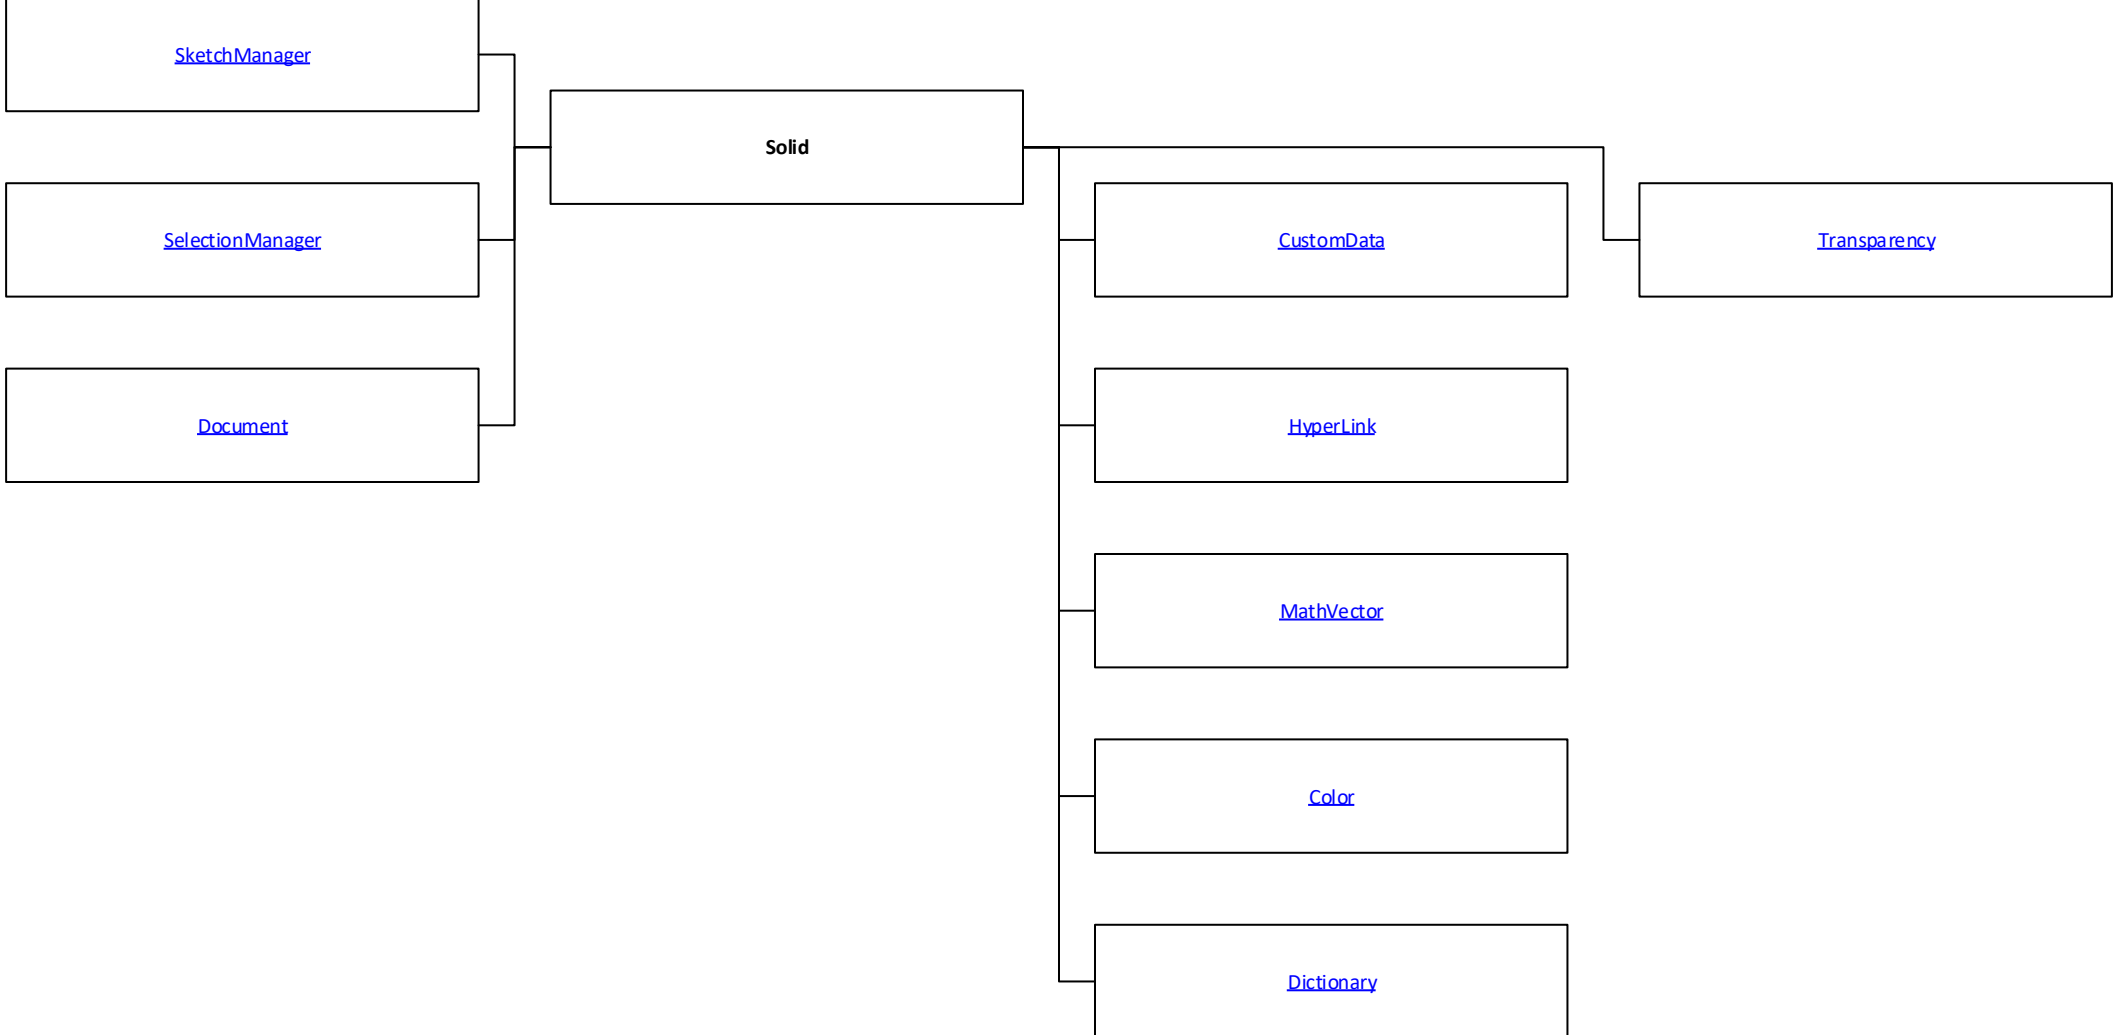 SketchManager
Solid
SelectionManager
CustomData
Transparency
Document
HyperLink
MathVector
Color
Dictionary